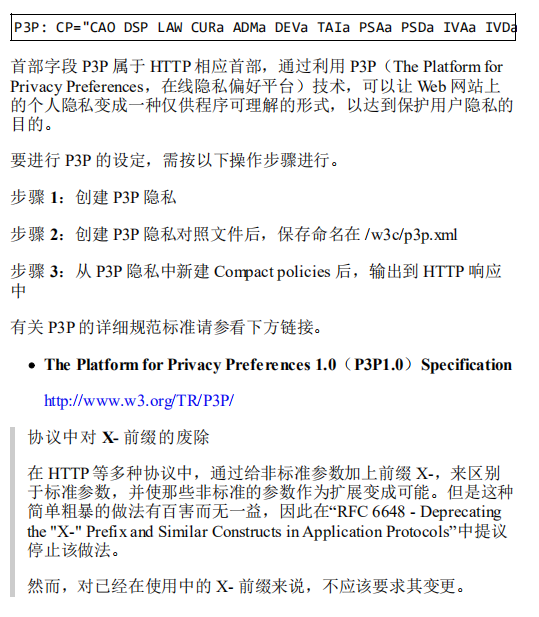 P3P: CP="CAO DSP LAW CURa ADMa DEVa TAIa PSAa PSDa IVAa IVDa
首部字段 P3P 属于 HTTP 相应首部，通过利用 P3P（The Platform for
Privacy Preferences，在线隐私偏好平台）技术，可以让 Web 网站上
的个人隐私变成一种仅供程序可理解的形式，以达到保护用户隐私的
目的。
要进行 P3P 的设定，需按以下操作步骤进行。
步骤 1：创建 P3P 隐私
步骤 2：创建 P3P 隐私对照文件后，保存命名在 /w3c/p3p.xml
步骤 3：从 P3P 隐私中新建 Compact policies 后，输出到 HTTP 响应
中
有关 P3P 的详细规范标准请参看下方链接。
• The Platform for Privacy Preferences 1.0（P3P1.0）Specification
http://www.w3.org/TR/P3P/
协议中对 X- 前缀的废除
在 HTTP 等多种协议中，通过给非标准参数加上前缀 X-，来区别
于标准参数，并使那些非标准的参数作为扩展变成可能。但是这种
简单粗暴的做法有百害而无一益，因此在“RFC 6648 - Deprecating
the "X-" Prefix and Similar Constructs in Application Protocols”中提议
停止该做法。
然而，对已经在使用中的 X- 前缀来说，不应该要求其变更。